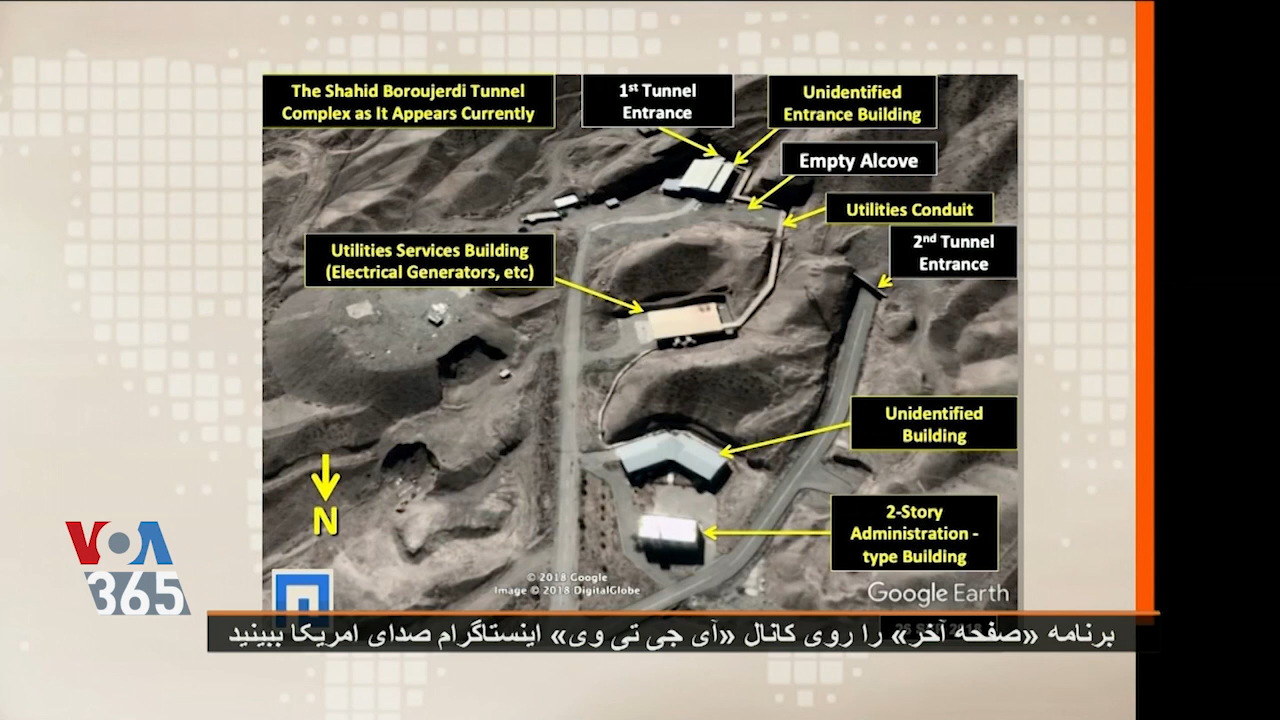 The Shahid Boroujerdi Tunnel
Complex as It Appears Currently
1st Tunnel
Entrance
Unidentified
Entrance Building
Empty Alcove
Utilities Conduit
2nd Tunnel
Entrance
Utilities Services Building
(Electrical Generators, etc)
Unidentified
Building
N
2-Story
Administration -
type Building
VOA
365
© 2018 Google
Image © 2018 DigitalGlobe
Google Earth
برنامه «صفحه آخر» را روی کانال «آی جی تی وی» اینستاگرام صدای امریکا ببینید